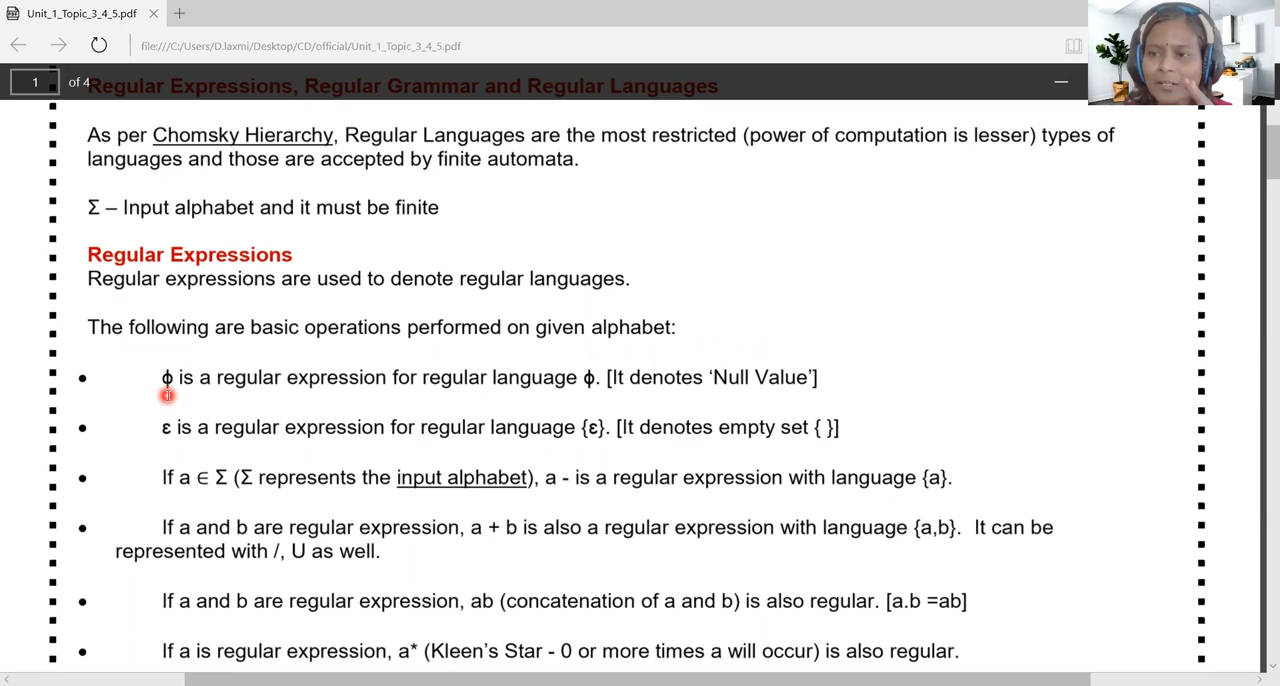 Unit_1_Topic_3_4_5.pdf
file:///C:/Users/D.laxmi/Desktop/CD/official/Unit_1_Topic_3_4_5.pdf
1 of 4
Regular Expressions, Regular Grammar and Regular Languages
As per Chomsky Hierarchy, Regular Languages are the most restricted (power of computation is lesser) types of
languages and those are accepted by finite automata.
Σ – Input alphabet and it must be finite
Regular Expressions
Regular expressions are used to denote regular languages.
The following are basic operations performed on given alphabet:
• ϕ is a regular expression for regular language ϕ. [It denotes ‘Null Value’]
• ε is a regular expression for regular language {ε}. [It denotes empty set { }]
• If a ∈ Σ (Σ represents the input alphabet), a - is a regular expression with language {a}.
• If a and b are regular expression, a + b is also a regular expression with language {a,b}. It can be
represented with /, U as well.
• If a and b are regular expression, ab (concatenation of a and b) is also regular. [a.b =ab]
• If a is regular expression, a* (Kleen’s Star - 0 or more times a will occur) is also regular.